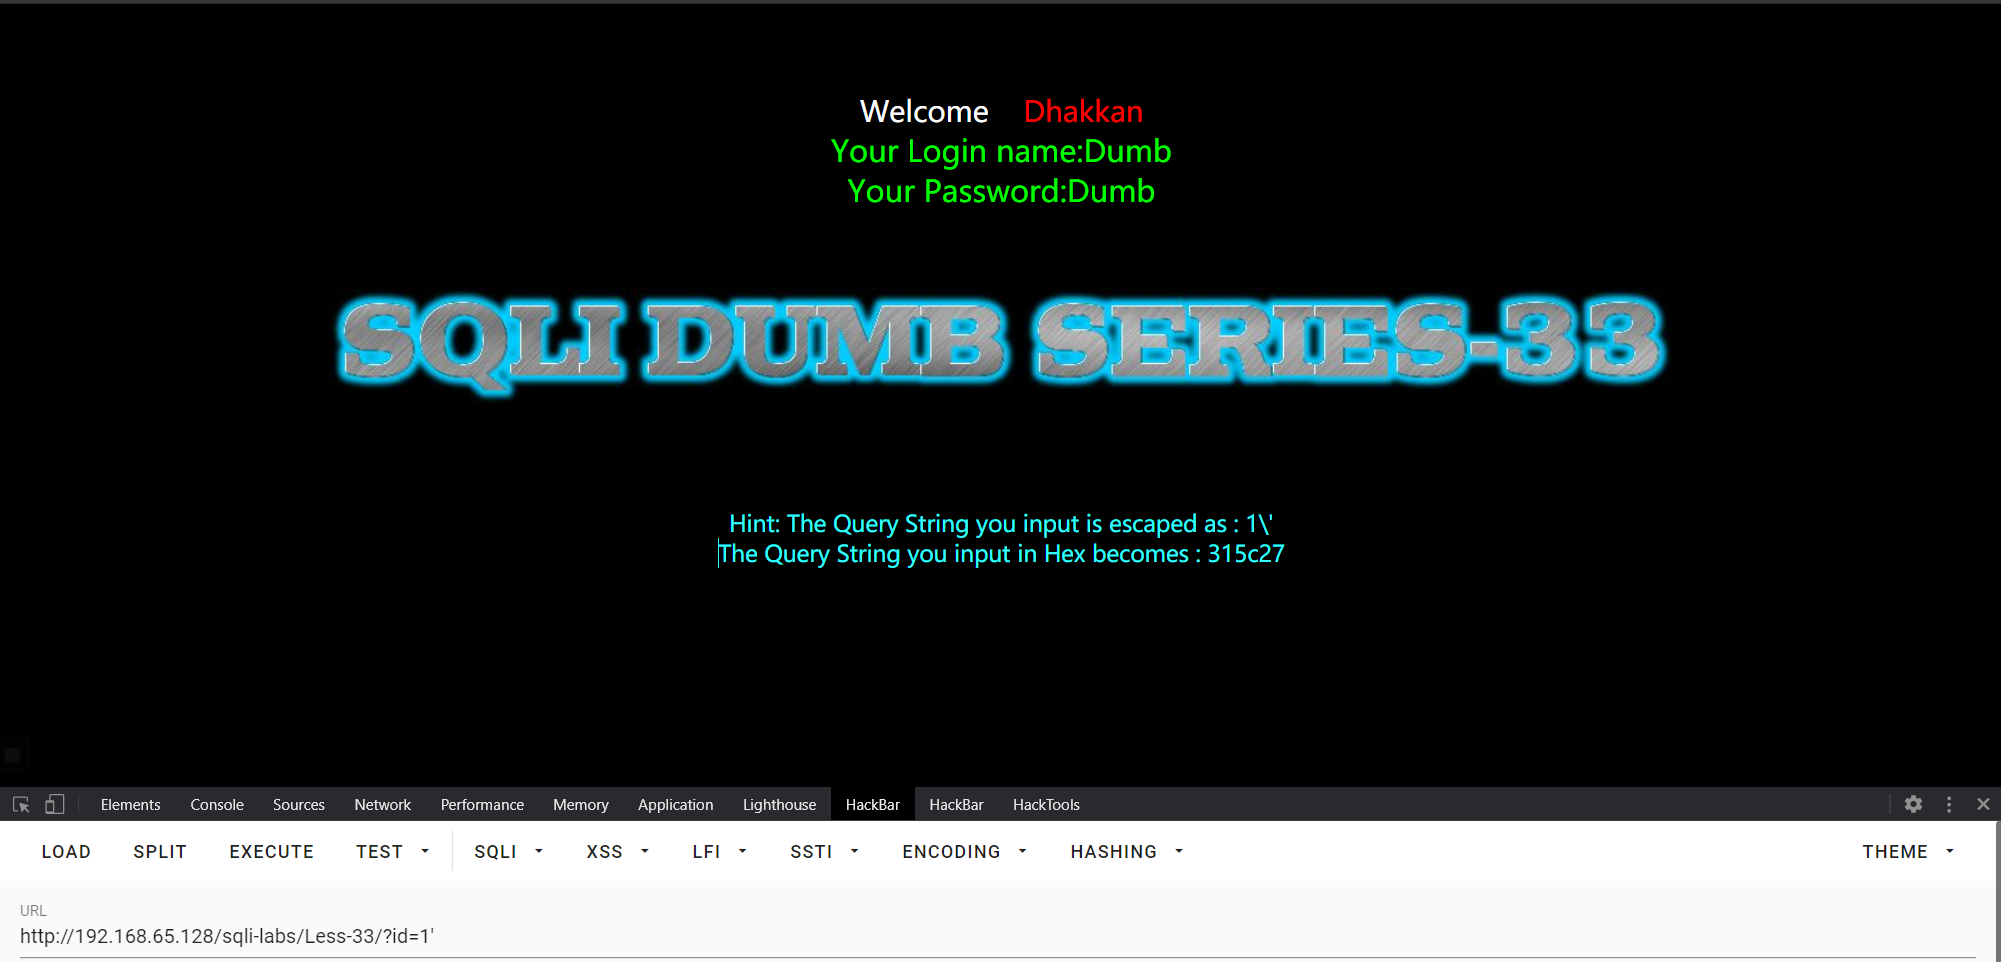 Welcome Dhakkan
Your Login name:Dumb
Your Password:Dumb
SQLI DUMB SERIES-33
Hint: The Query String you input is escaped as : 1\'
The Query String you input in Hex becomes : 315c27
Elements Console Sources Network Performance Memory Application Lighthouse HackBar HackBar HackTools
LOAD SPLIT EXECUTE TEST SQLI XSS LFI SSTI ENCODING HASHING THEME
URL
http://192.168.65.128/sqli-labs/Less-33/?id=1'